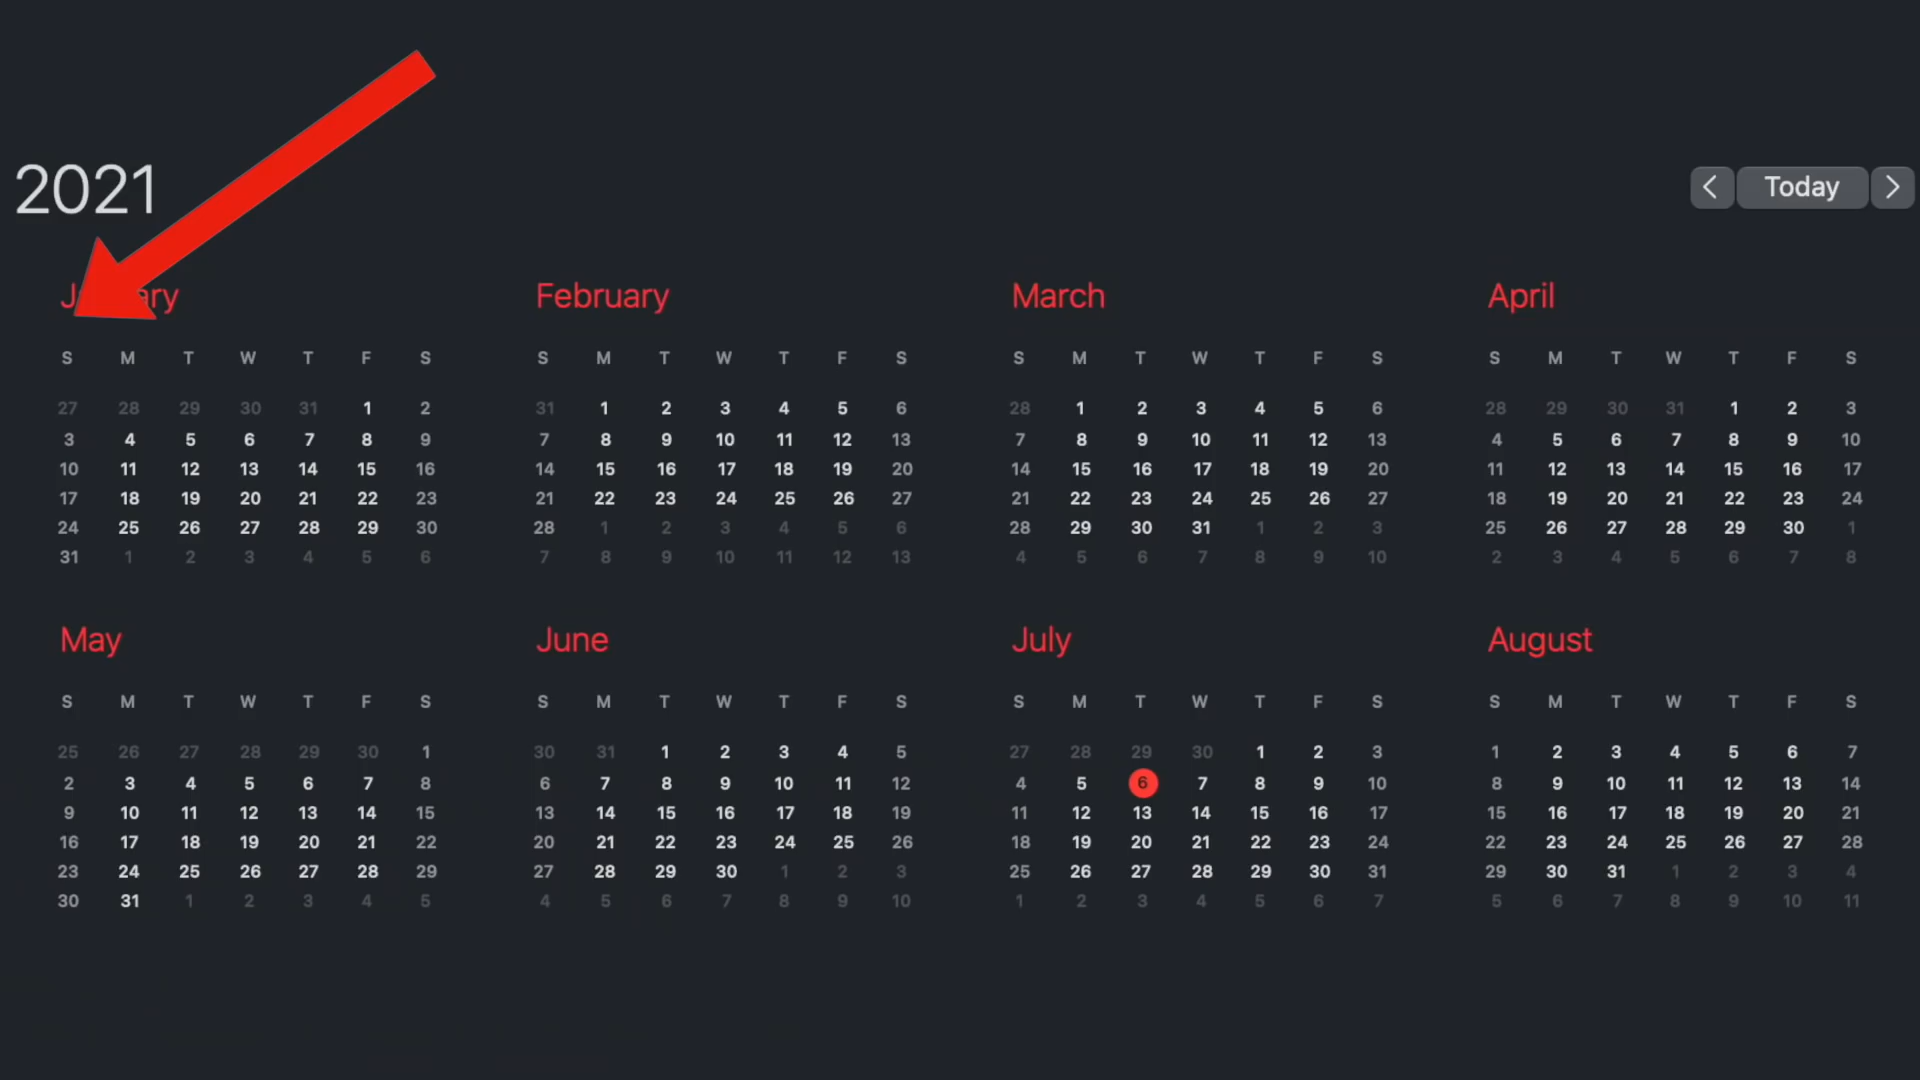 2021
Today
February March April
S M T W T F S S M T W T F S S M T W T F S S M T W T F S
27 28 29 30 31 1 2 31 1 2 3 4 5 6 28 1 2 3 4 5 6 28 29 30 31 1 2 3
3 4 5 6 7 8 9 7 8 9 10 11 12 13 7 8 9 10 11 12 13 4 5 6 7 8 9 10
10 11 12 13 14 15 16 14 15 16 17 18 19 20 14 15 16 17 18 19 20 11 12 13 14 15 16 17
17 18 19 20 21 22 23 21 22 23 24 25 26 27 21 22 23 24 25 26 27 18 19 20 21 22 23 24
24 25 26 27 28 29 30 28 1 2 3 4 5 6 28 29 30 31 1 2 3 25 26 27 28 29 30 1
31 1 2 3 4 5 6 7 8 9 10 11 12 13 4 5 6 7 8 9 10 2 3 4 5 6 7 8
May June July August
S M T W T F S S M T W T F S S M T W T F S S M T W T F S
25 26 27 28 29 30 1 30 31 1 2 3 4 5 27 28 29 30 1 2 3 1 2 3 4 5 6 7
2 3 4 5 6 7 8 6 7 8 9 10 11 12 4 5 6 7 8 9 10 8 9 10 11 12 13 14
9 10 11 12 13 14 15 13 14 15 16 17 18 19 11 12 13 14 15 16 17 15 16 17 18 19 20 21
16 17 18 19 20 21 22 20 21 22 23 24 25 26 18 19 20 21 22 23 24 22 23 24 25 26 27 28
23 24 25 26 27 28 29 27 28 29 30 1 2 3 25 26 27 28 29 30 31 29 30 31 1 2 3 4
30 31 1 2 3 4 5 4 5 6 7 8 9 10 1 2 3 4 5 6 7 5 6 7 8 9 10 11